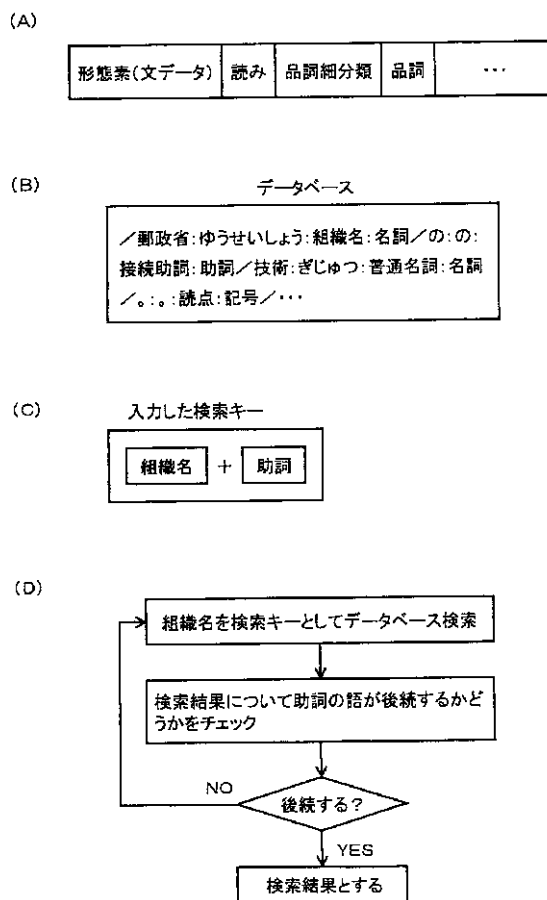 (A)
形態素(文データ) 読み 品詞細分類 品詞 ・・・
(B)
データベース
／郵政省:ゆうせいしょう:組織名:名詞／の:の:
接続助詞:助詞／技術:ぎじゅつ:普通名詞:名詞
／。:。:読点:記号／・・・
(C)
入力した検索キー
組織名 + 助詞
(D)
組織名を検索キーとしてデータベース検索
検索結果について助詞の語が後続するかど
うかをチェック
NO
後続する?
YES
検索結果とする